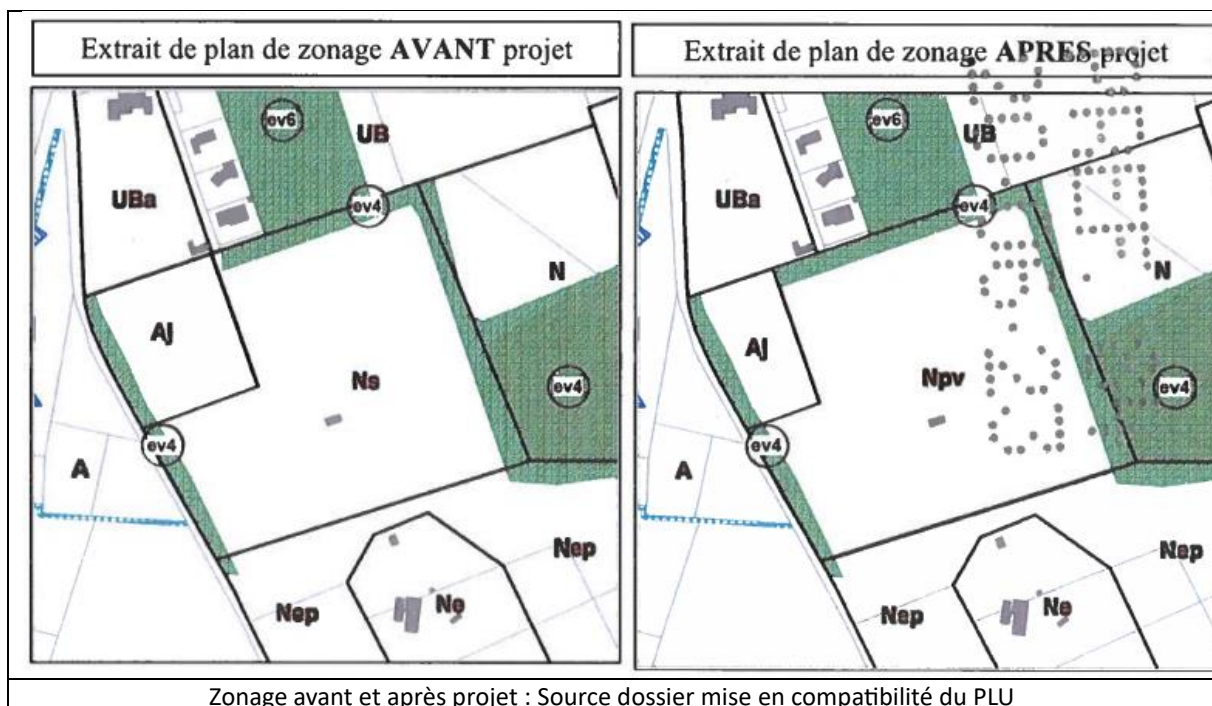 Extrait de plan de zonage AVANT projet
Extrait de plan de zonage APRES projet
ev6
UB
UBa
ev4
N
Aj
Ns
ev4
ev4
A
Nep
Ne
Nep
ev6
UB
UBa
ev4
N
Aj
Npv
ev4
ev4
A
Nep
Ne
Nep
Zonage avant et après projet : Source dossier mise en compatibilité du PLU